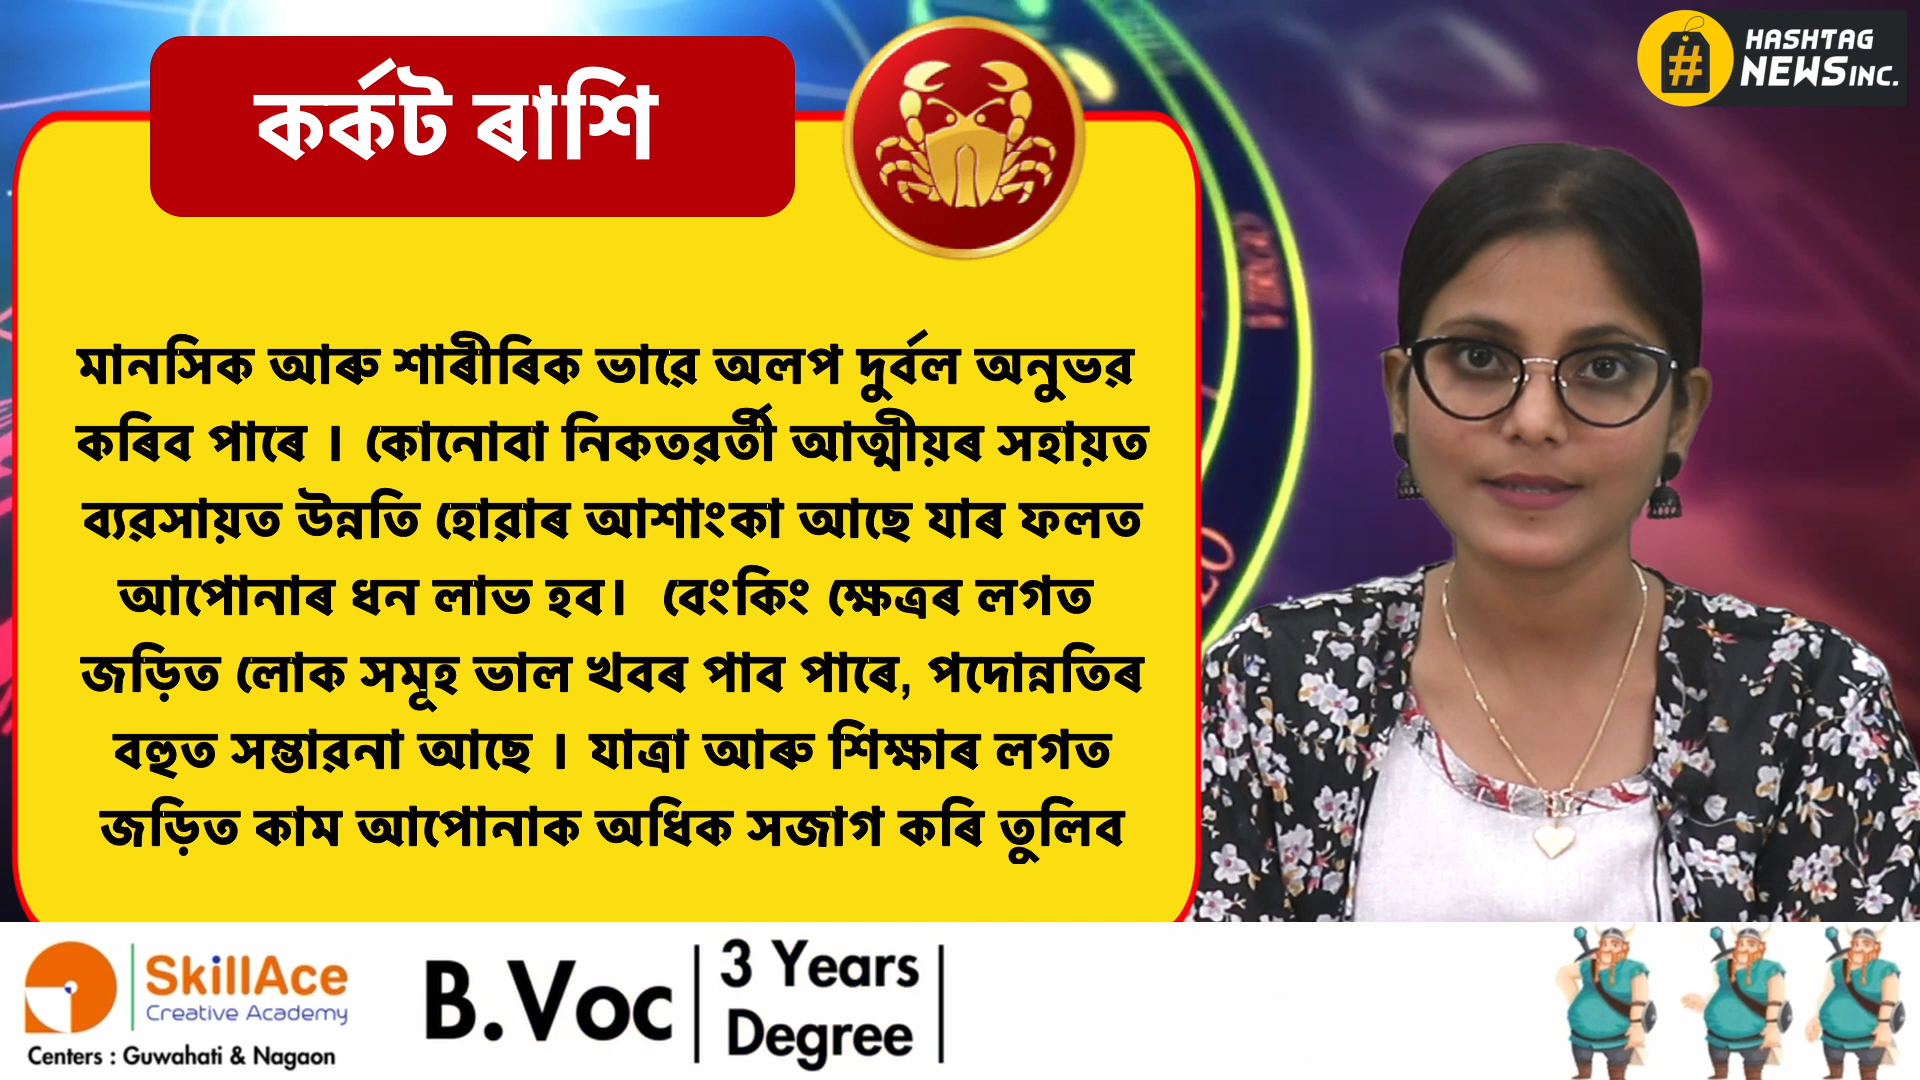 কৰ্কট ৰাশি
HASHTAG
NEWS INC.
মানসিক আৰু শাৰীৰিক ভাৱে অলপ দুৰ্বল অনুভৱ
কৰিব পাৰে । কোনোবা নিকতৱৰ্তী আত্মীয়ৰ সহায়ত
ব্যৱসায়ত উন্নতি হোৱাৰ আশাংকা আছে যাৰ ফলত
আপোনাৰ ধন লাভ হব। বেংকিং ক্ষেত্ৰৰ লগত
জড়িত লোক সমূহ ভাল খবৰ পাব পাৰে, পদোন্নতিৰ
বহুত সম্ভাৱনা আছে । যাত্ৰা আৰু শিক্ষাৰ লগত
জড়িত কাম আপোনাক অধিক সজাগ কৰি তুলিব
SkillAce
Creative Academy
Centers : Guwahati & Nagaon
B.Voc
3 Years
Degree